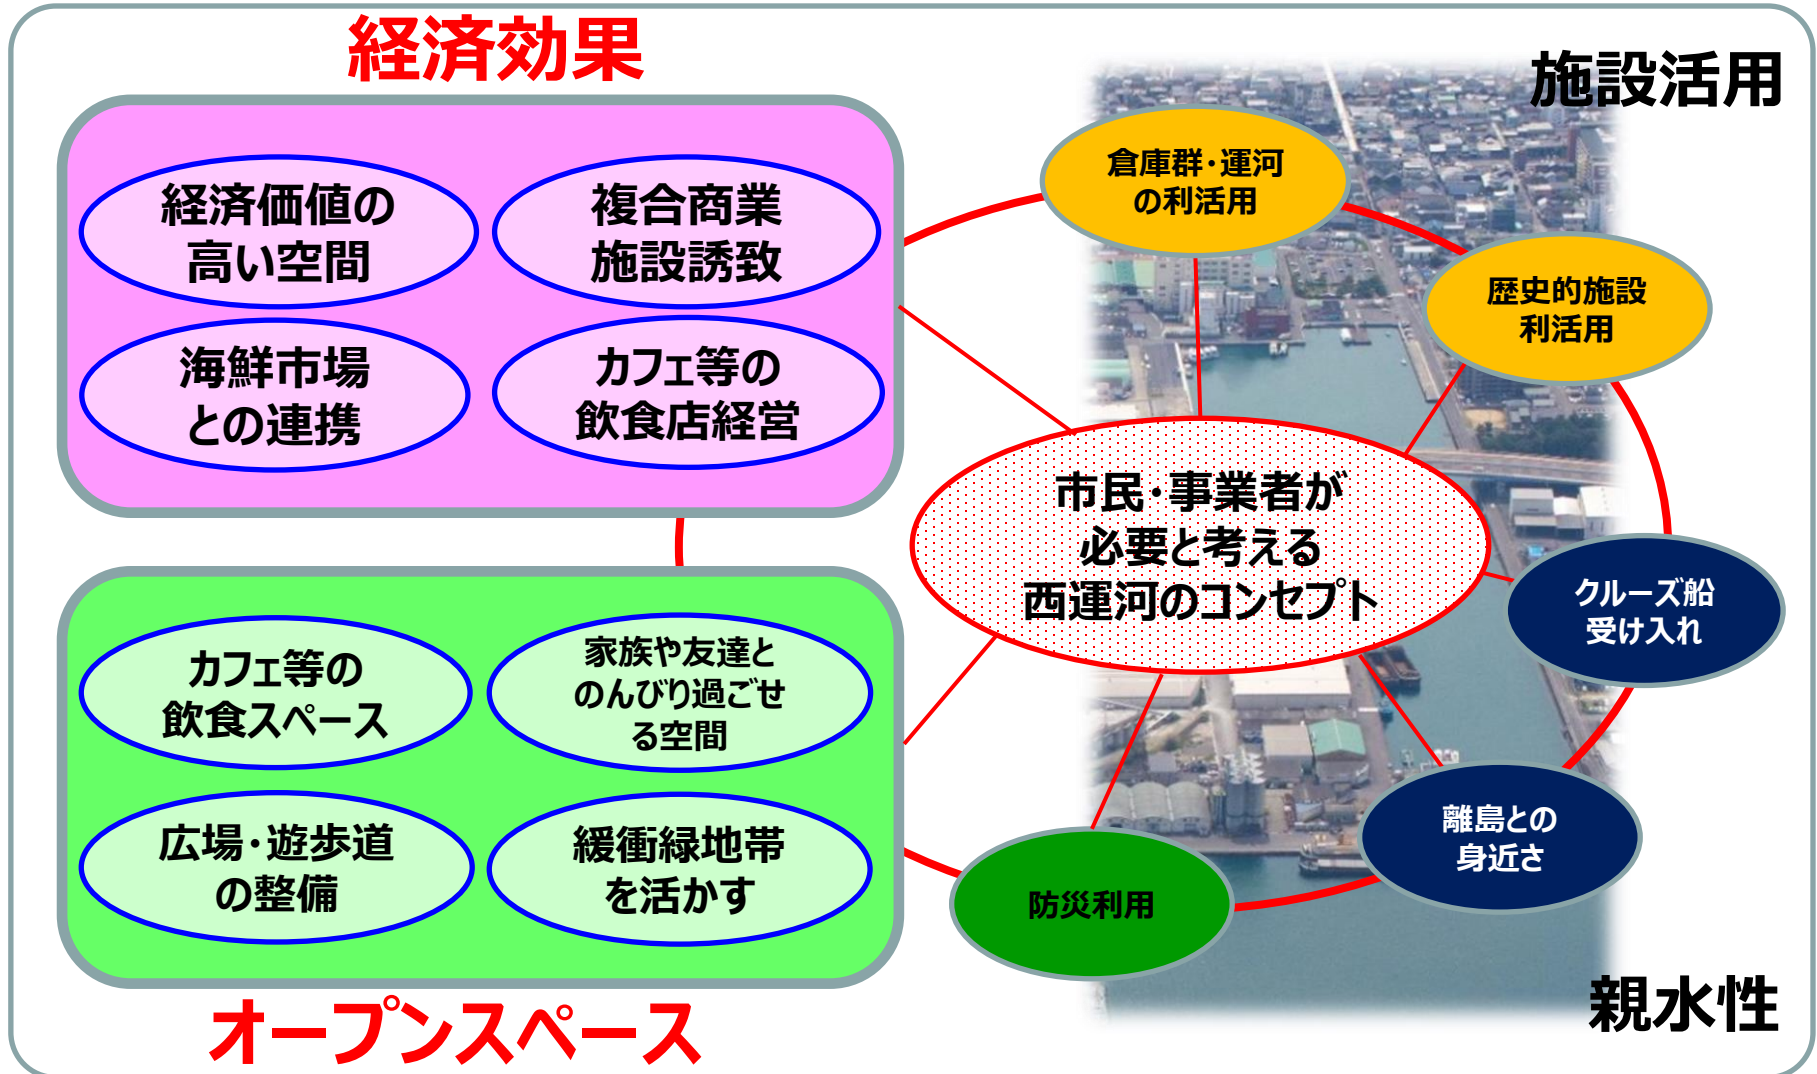 経済効果
施設活用
経済価値の
高い空間
複合商業
施設誘致
海鮮市場
との連携
カフェ等の
飲食店経営
倉庫群・運河
の利活用
歴史的施設
利活用
市民・事業者が
必要と考える
西運河のコンセプト
クルーズ船
受け入れ
離島との
身近さ
防災利用
カフェ等の
飲食スペース
家族や友達と
のんびり過ごせ
る空間
広場・遊歩道
の整備
緩衝緑地帯
を活かす
オープンスペース
親水性